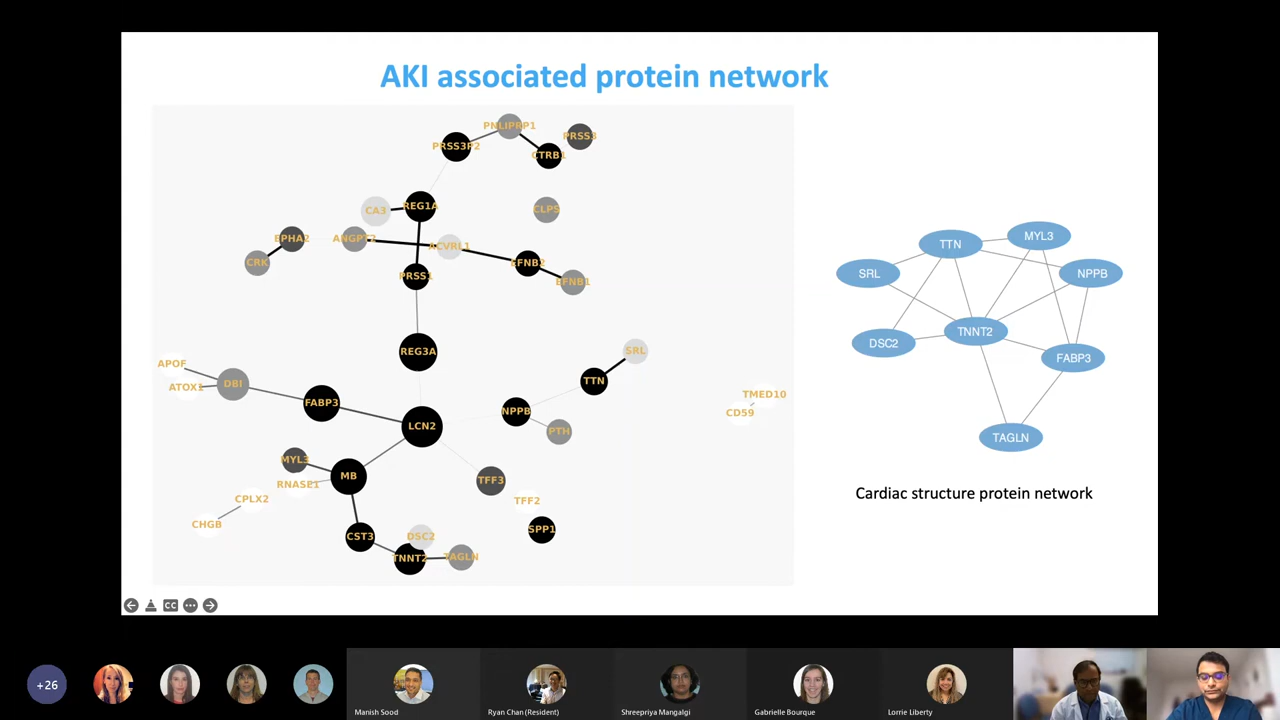 AKI associated protein network
PNLIPRP1
PRSS3
PRSS3P2
CTRB1
CA3
REG1A
CLPS
EPHA2
ANGPT2
ACVRL1
CRK
EFNB2
PRSS1
EFNB1
REG3A
SRL
APOF
ATOX1
DBI
TTN
FABP3
TMED10
CD59
NPPB
LCN2
PTH
MYL3
MB
RNASE1
TFF3
CPLX2
TFF2
CHGB
SPP1
CST3
DSC2
TNNT2
TAGLN
TTN
MYL3
SRL
NPPB
TNNT2
DSC2
FABP3
TAGLN
Cardiac structure protein network
CC
+26
Manish Sood
Ryan Chan (Resident)
Shreepriya Mangalgi
Gabrielle Bourque
Lorrie Liberty